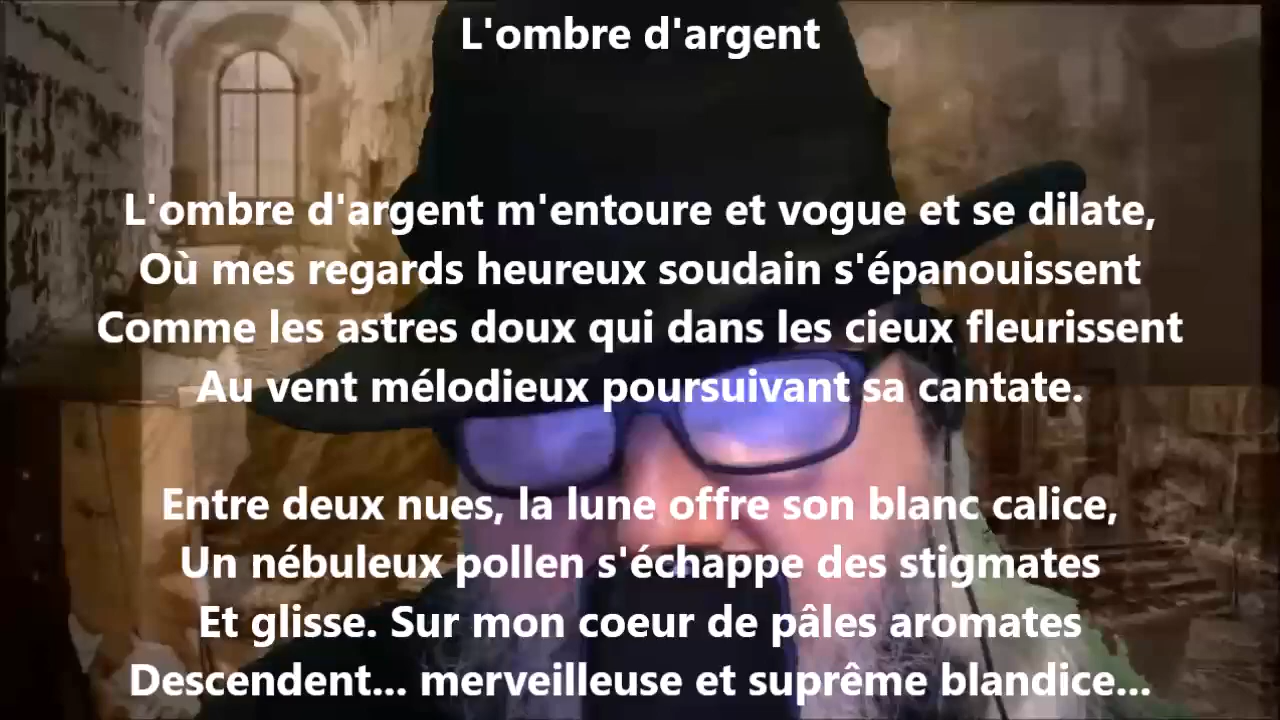 L'ombre d'argent
L'ombre d'argent m'entoure et vogue et se dilate,
Où mes regards heureux soudain s'épanouissent
Comme les astres doux qui dans les cieux fleurissent
Au vent mélodieux poursuivant sa cantate.
Entre deux nues, la lune offre son blanc calice,
Un nébuleux pollen s'échappe des stigmates
Et glisse. Sur mon coeur de pâles aromates
Descendent... merveilleuse et suprême blandice...